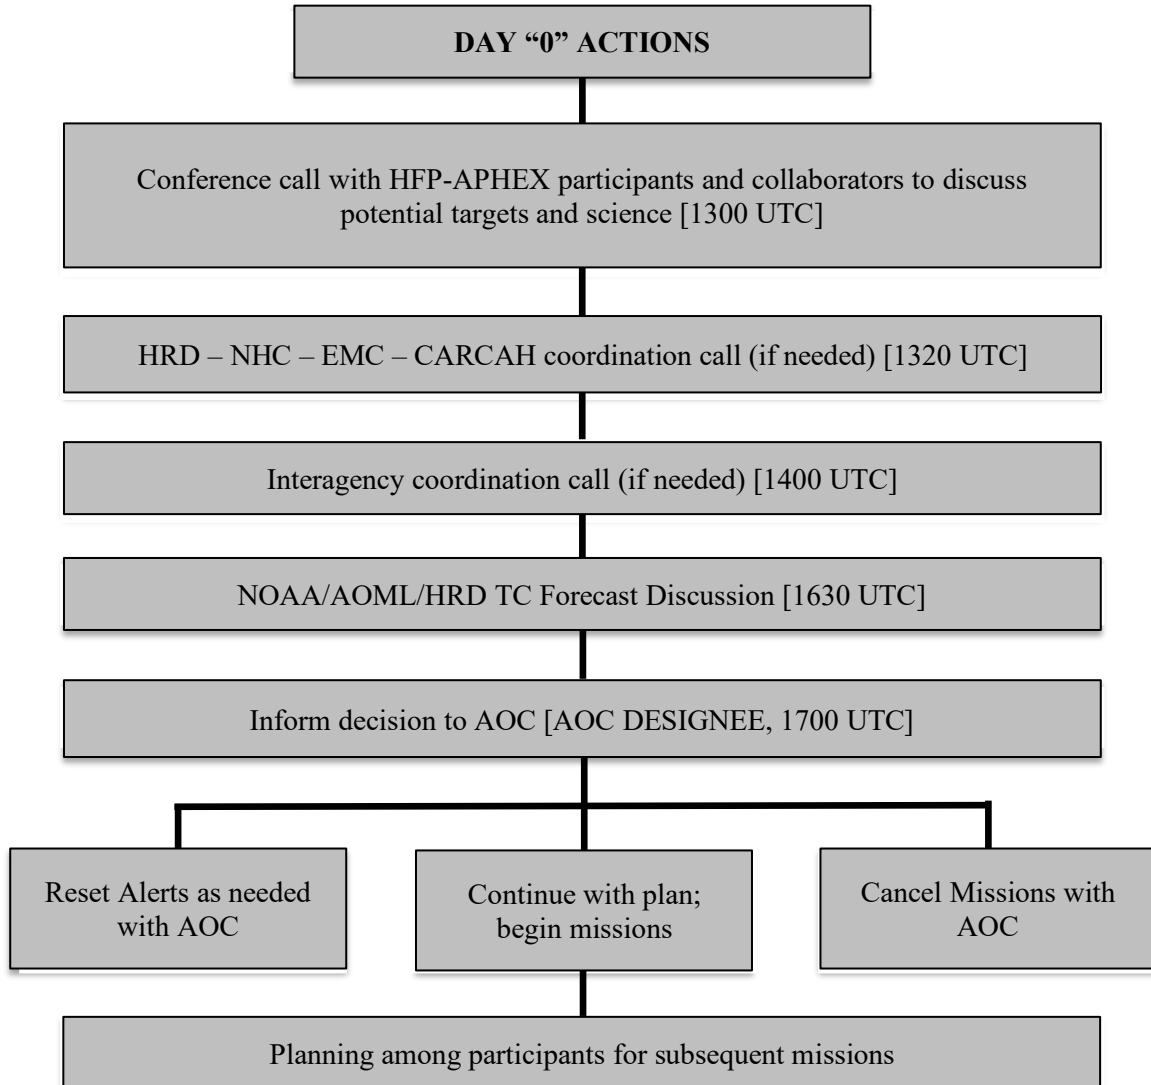 DAY “0” ACTIONS
Conference call with HFP-APHEX participants and collaborators to discuss
potential targets and science [1300 UTC]
HRD – NHC – EMC – CARCAH coordination call (if needed) [1320 UTC]
Interagency coordination call (if needed) [1400 UTC]
NOAA/AOML/HRD TC Forecast Discussion [1630 UTC]
Inform decision to AOC [AOC DESIGNEE, 1700 UTC]
Reset Alerts as needed
with AOC
Continue with plan;
begin missions
Cancel Missions with
AOC
Planning among participants for subsequent missions